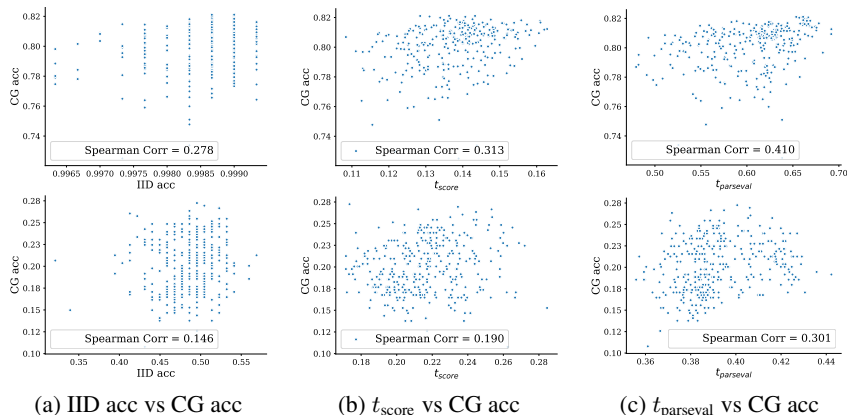 0.82
0.80
0.78
0.76
0.74
CG acc
Spearman Corr = 0.278
0.9965 0.9970 0.9975 0.9980 0.9985 0.9990
IID acc
0.82
0.80
0.78
0.76
0.74
CG acc
Spearman Corr = 0.313
0.11 0.12 0.13 0.14 0.15 0.16
t_score
0.82
0.80
0.78
0.76
0.74
CG acc
Spearman Corr = 0.410
0.50 0.55 0.60 0.65 0.70
t_parseval
0.28
0.25
0.23
0.20
0.17
0.15
0.12
0.10
CG acc
Spearman Corr = 0.146
0.35 0.40 0.45 0.50 0.55
IID acc
0.28
0.25
0.23
0.20
0.17
0.15
0.12
0.10
CG acc
Spearman Corr = 0.190
0.18 0.20 0.22 0.24 0.26 0.28
t_score
0.28
0.25
0.23
0.20
0.17
0.15
0.12
0.10
CG acc
Spearman Corr = 0.301
0.36 0.38 0.40 0.42 0.44
t_parseval
(a) IID acc vs CG acc
(b) t_score vs CG acc
(c) t_parseval vs CG acc